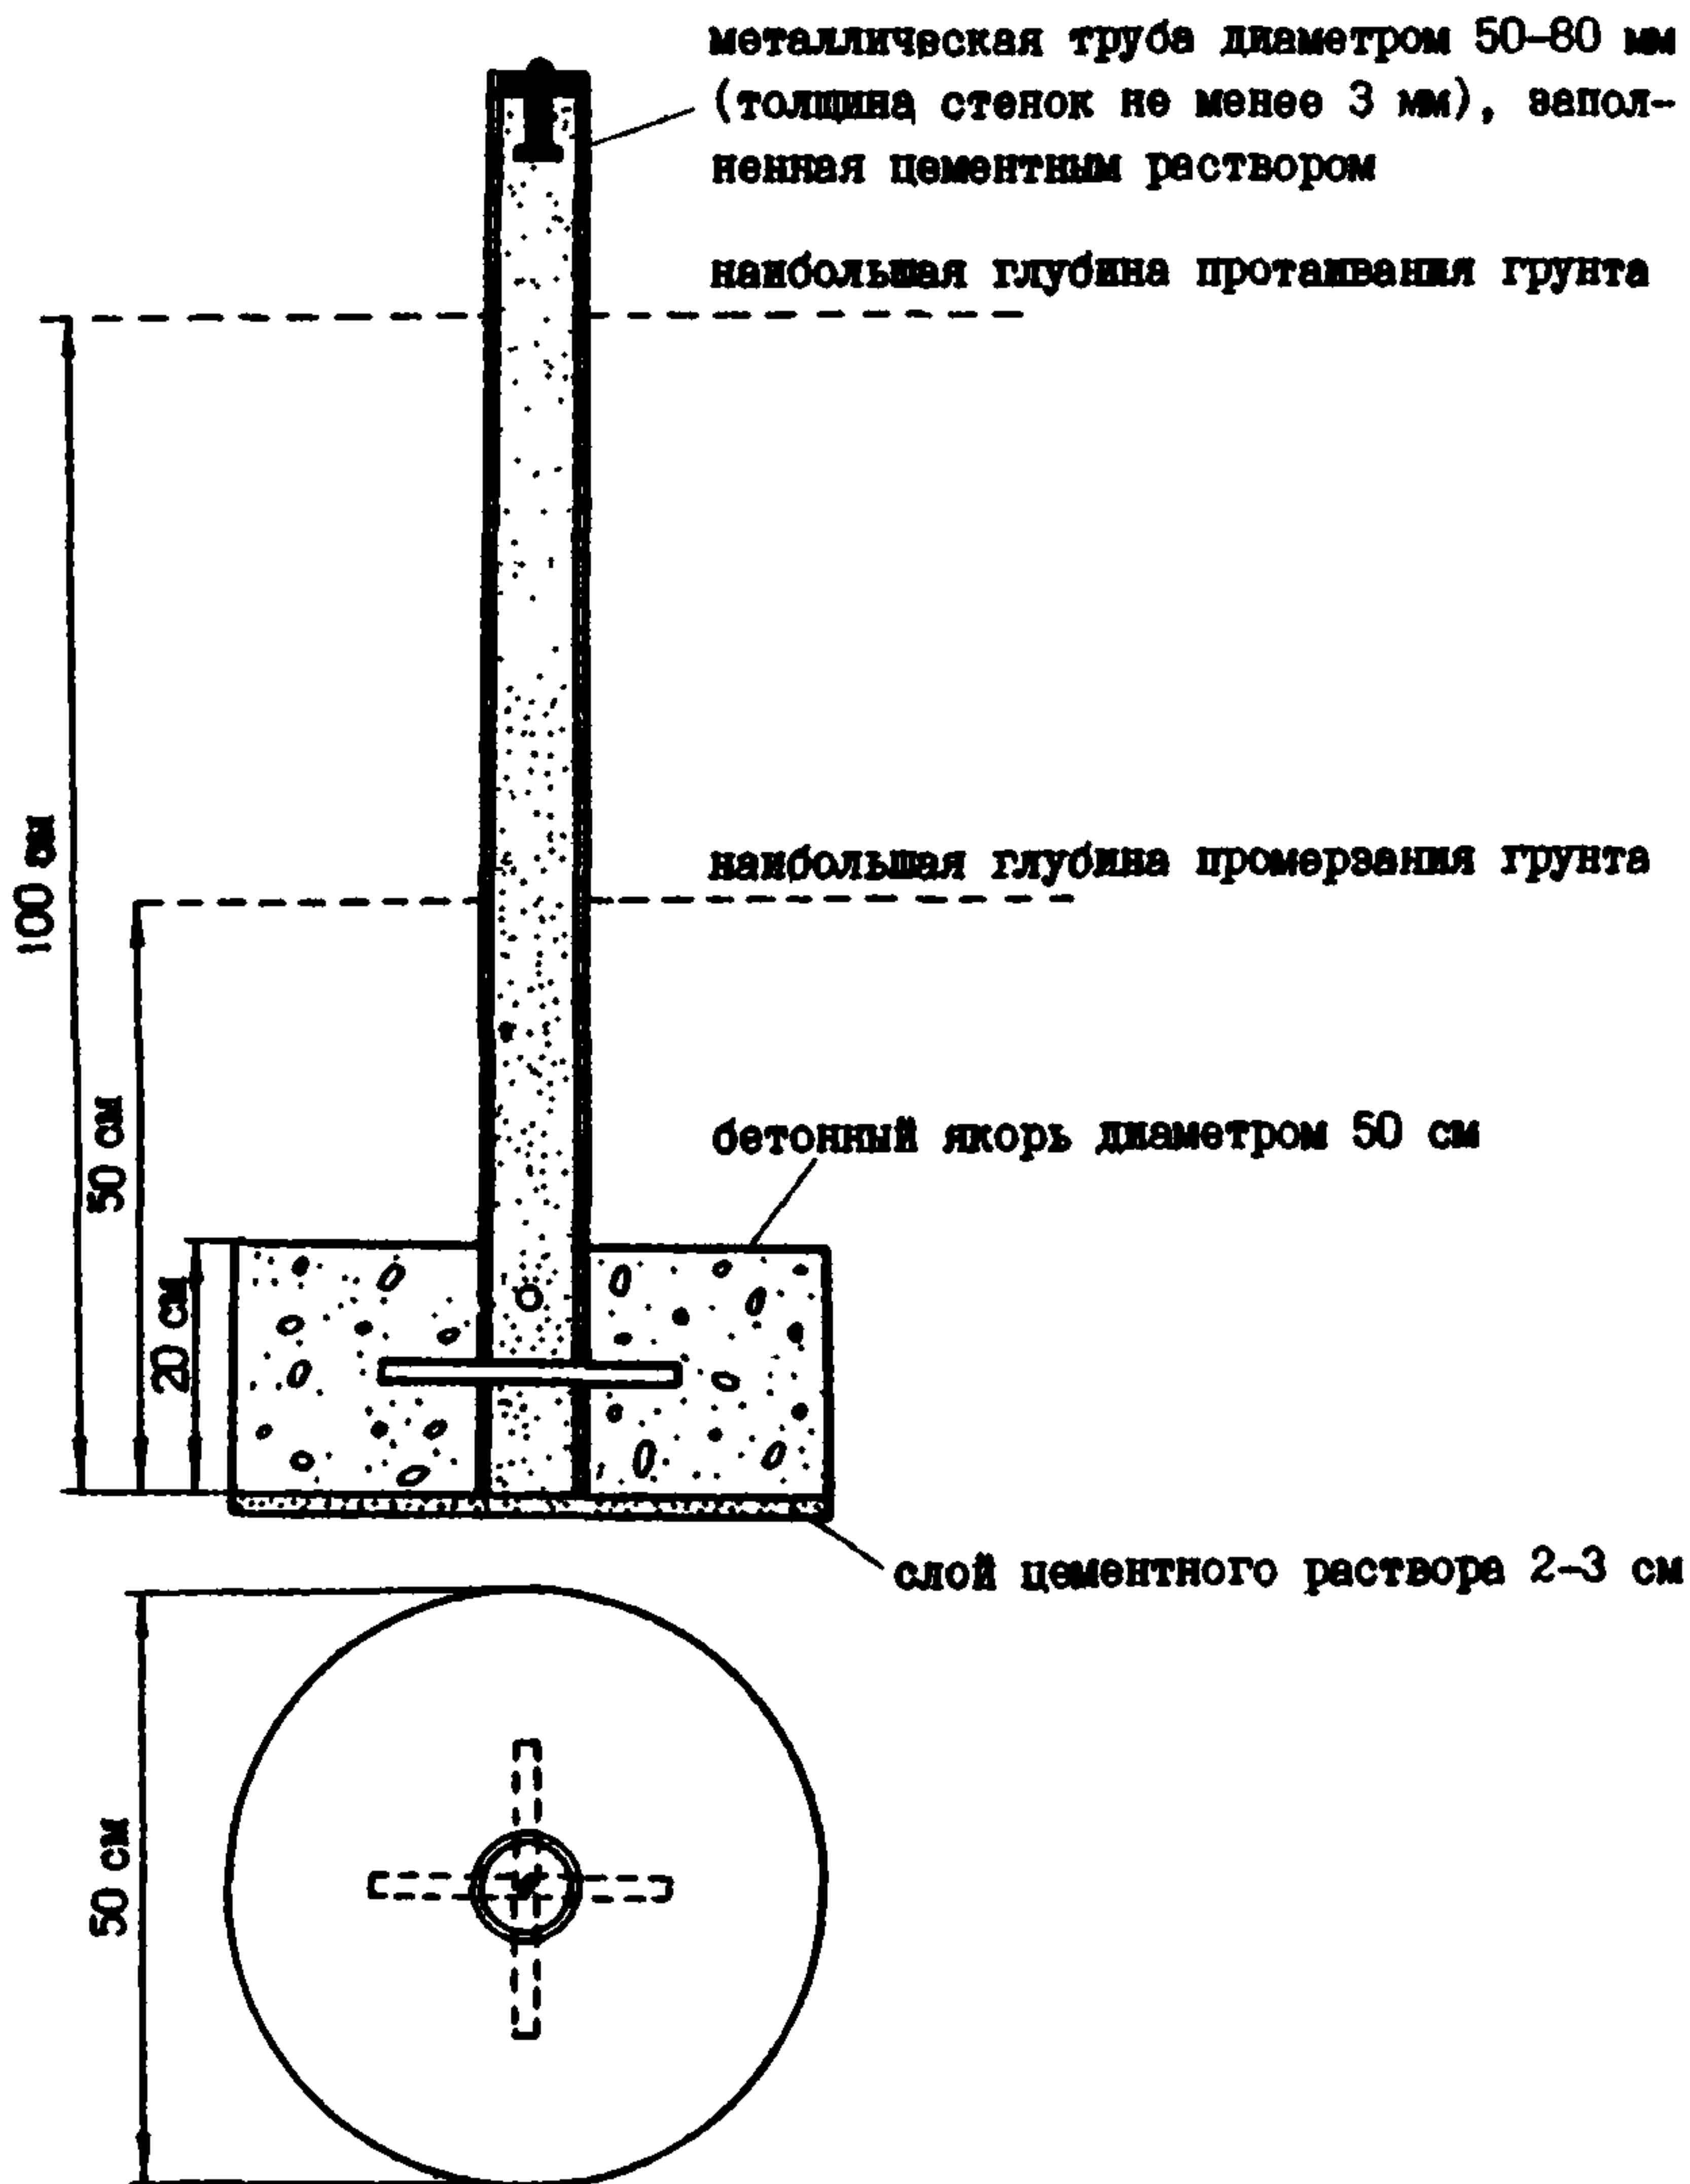 металлическая труба диаметром 50-80 мм
(толщина стенок не менее 3 мм), запол-
ненная цементным раствором
наибольшая глубина протаивания грунта
100 см
наибольшая глубина промерзания грунта
50 см
бетонный якорь диаметром 50 см
20 см
слой цементного раствора 2-3 см
50 см